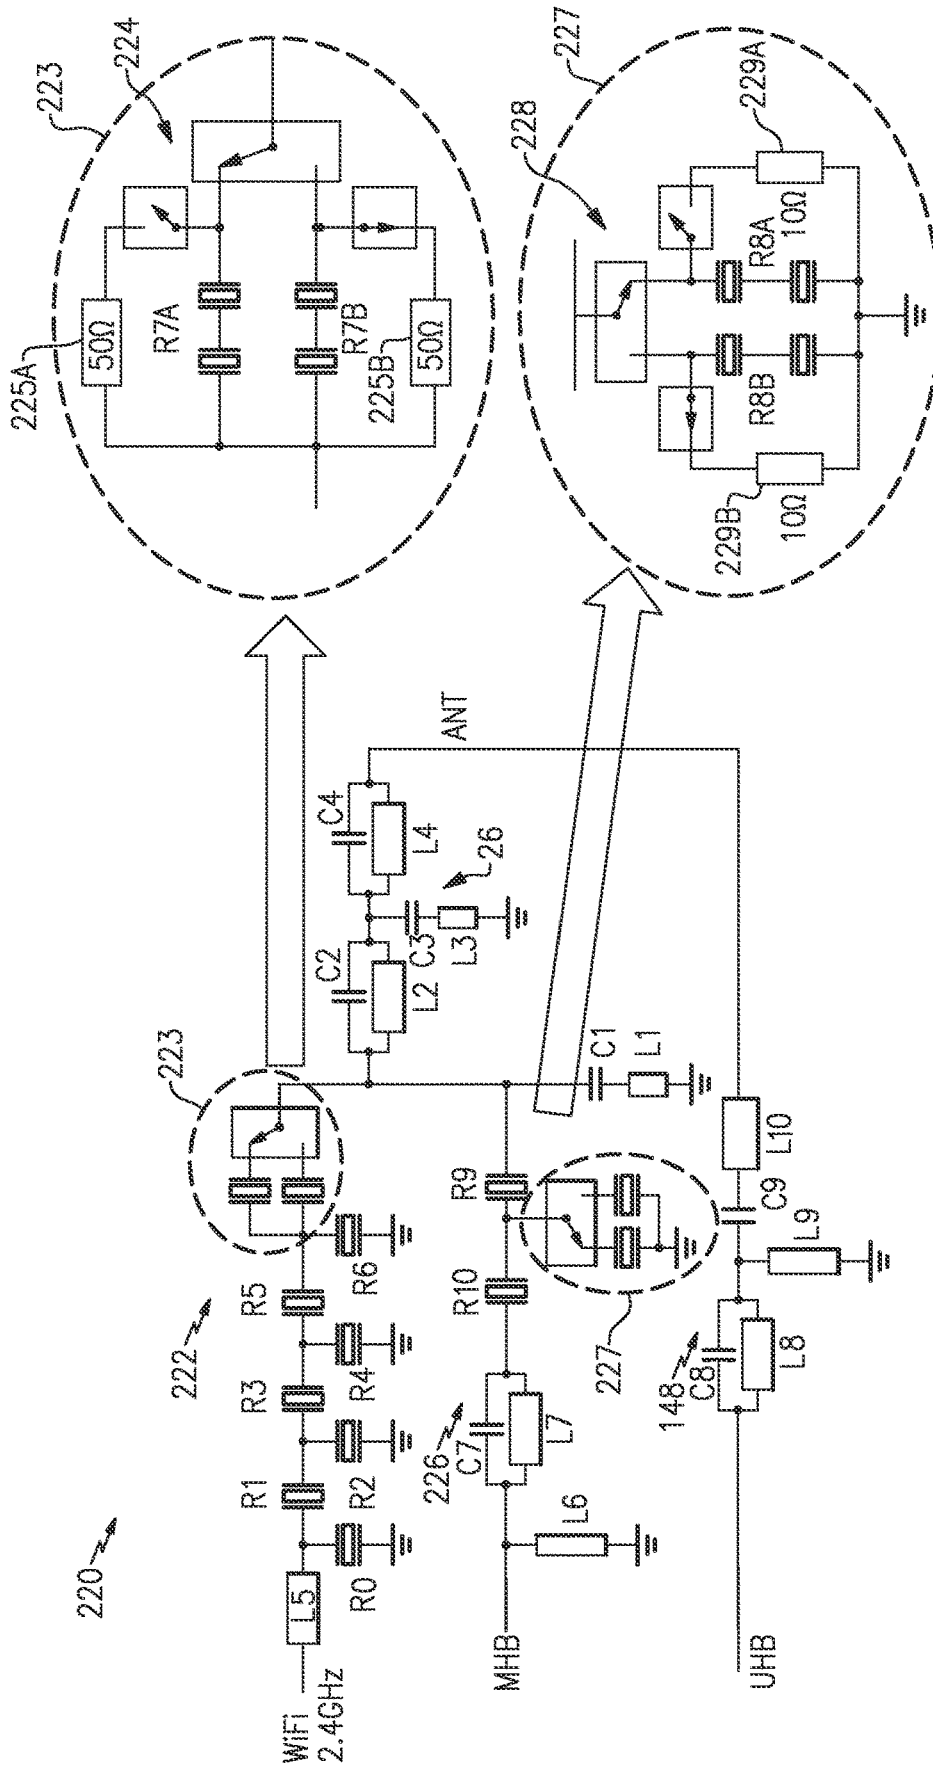 220
WiFi
2.4GHz
L5
R0
R1
R2
R3
R4
R5
R6
222
223
MHB
L6
226
C7
L7
R10
R9
227
C1
L1
C2
L2
C3
L3
26
C4
L4
ANT
UHB
148
C8
L8
L9
C9
L10
223
224
225A
50Ω
R7A
R7B
225B
50Ω
227
228
229A
10Ω
R8A
R8B
229B
10Ω